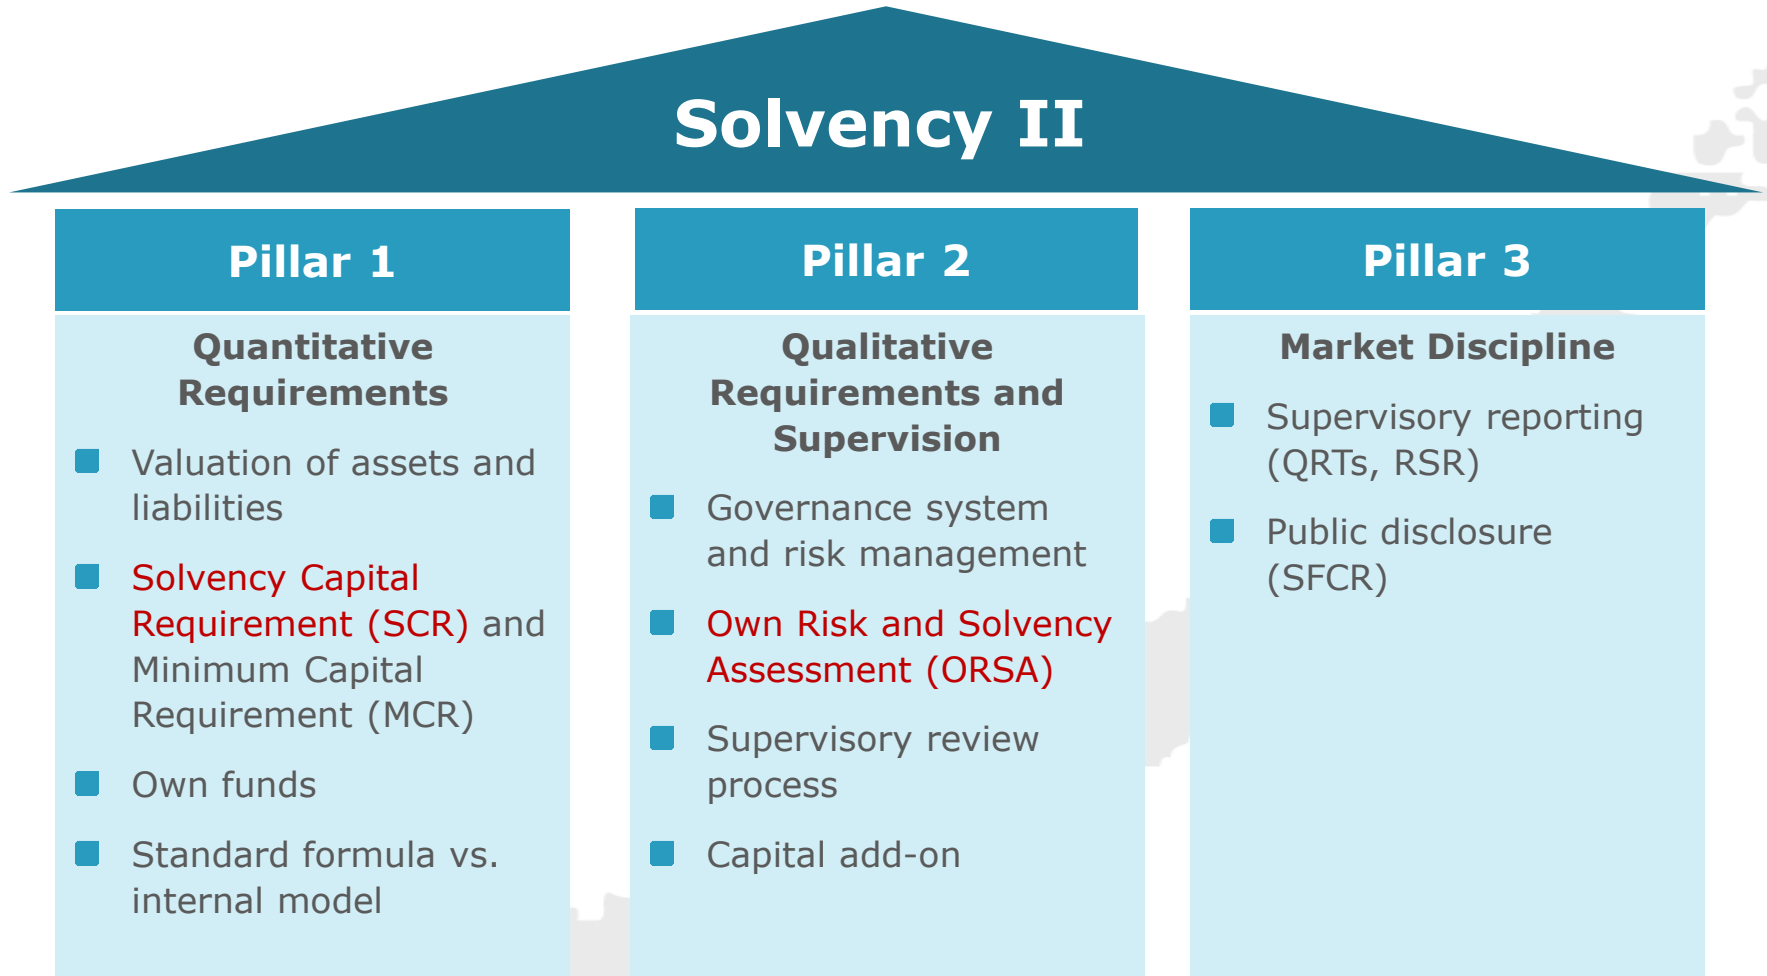 Solvency II
Pillar 1
Quantitative
Requirements
Valuation of assets and
liabilities
Solvency Capital
Requirement (SCR) and
Minimum Capital
Requirement (MCR)
Own funds
Standard formula vs.
internal model
Pillar 2
Qualitative
Requirements and
Supervision
Governance system
and risk management
Own Risk and Solvency
Assessment (ORSA)
Supervisory review
process
Capital add-on
Pillar 3
Market Discipline
Supervisory reporting
(QRTs, RSR)
Public disclosure
(SFCR)